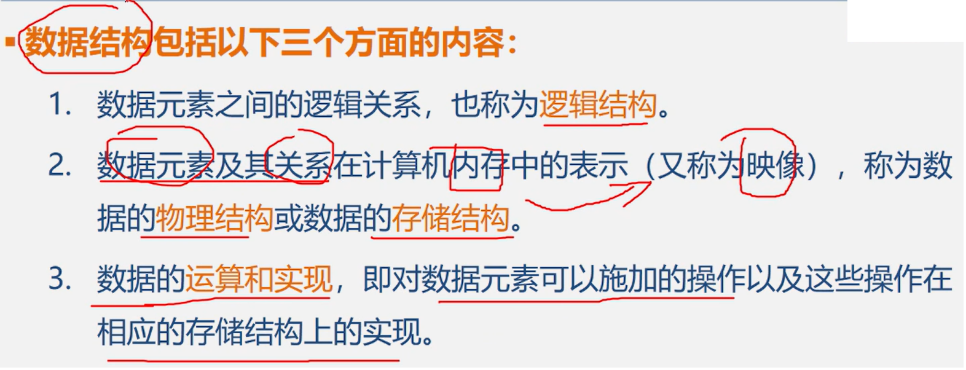 ▪数据结构包括以下三个方面的内容：
1. 数据元素之间的逻辑关系，也称为逻辑结构。
2. 数据元素及其关系在计算机内存中的表示（又称为映像），称为数
据的物理结构或数据的存储结构。
3. 数据的运算和实现，即对数据元素可以施加的操作以及这些操作在
相应的存储结构上的实现。